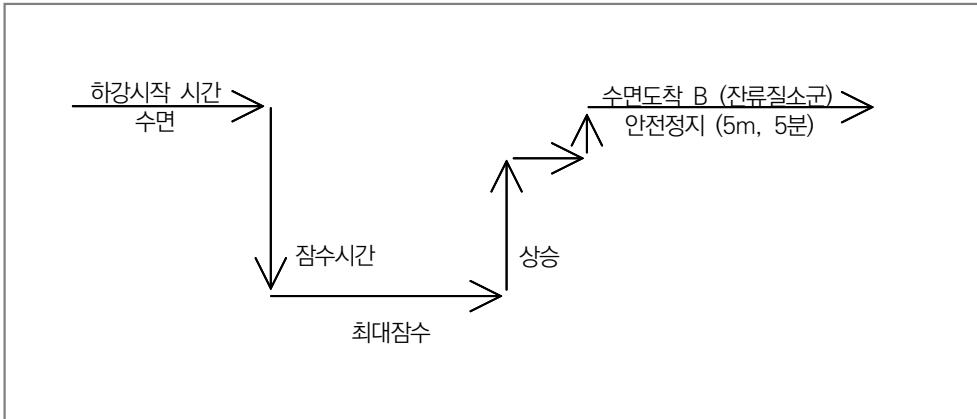 하강시작 시간
수면
수면도착 B (잔류질소군)
안전정지 (5m, 5분)
잠수시간
상승
최대잠수